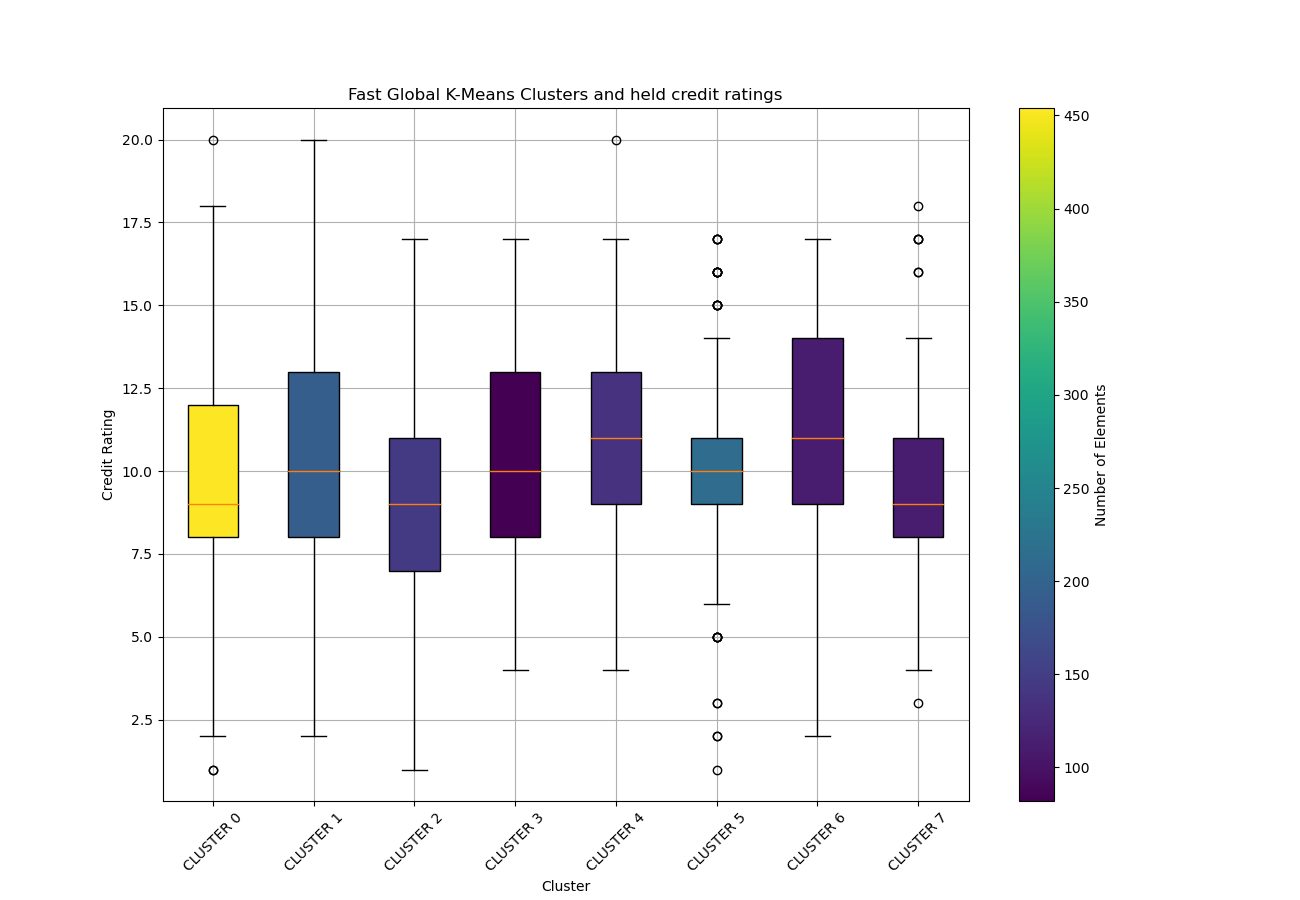 Fast Global K-Means Clusters and held credit ratings
20.0
17.5
15.0
12.5
10.0
7.5
5.0
2.5
Credit Rating
CLUSTER 0
CLUSTER 1
CLUSTER 2
CLUSTER 3
CLUSTER 4
CLUSTER 5
CLUSTER 6
CLUSTER 7
Cluster
450
400
350
300
250
200
150
100
Number of Elements